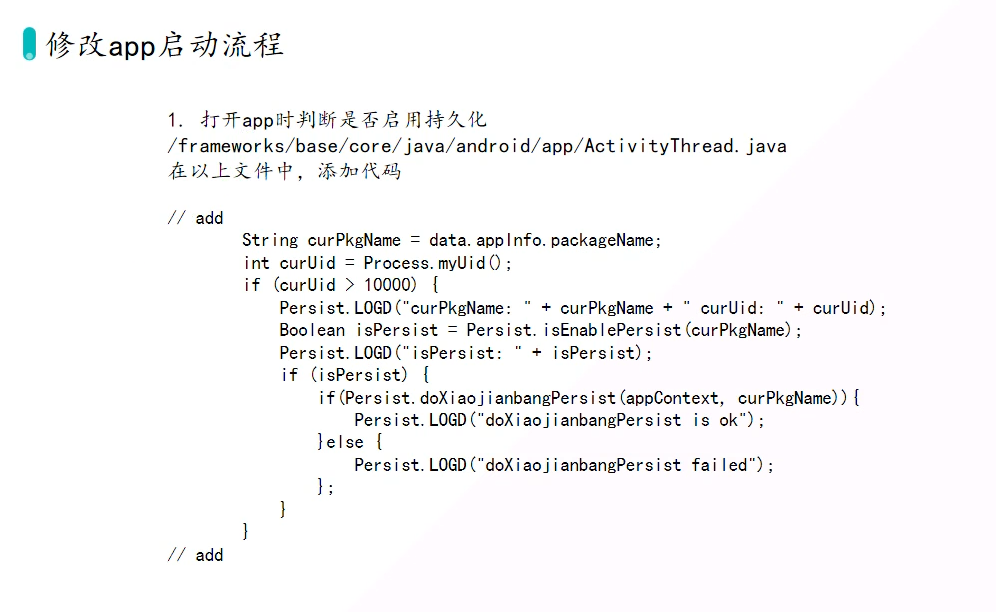 修改app启动流程
1. 打开app时判断是否启用持久化
/frameworks/base/core/java/android/app/ActivityThread.java
在以上文件中，添加代码
// add
String curPkgName = data.appInfo.packageName;
int curUid = Process.myUid();
if (curUid > 10000) {
Persist.LOGD("curPkgName: " + curPkgName + " curUid: " + curUid);
Boolean isPersist = Persist.isEnablePersist(curPkgName);
Persist.LOGD("isPersist: " + isPersist);
if (isPersist) {
if(Persist.doXiaojianbangPersist(appContext, curPkgName)){
Persist.LOGD("doXiaojianbangPersist is ok");
}else {
Persist.LOGD("doXiaojianbangPersist failed");
};
}
}
// add